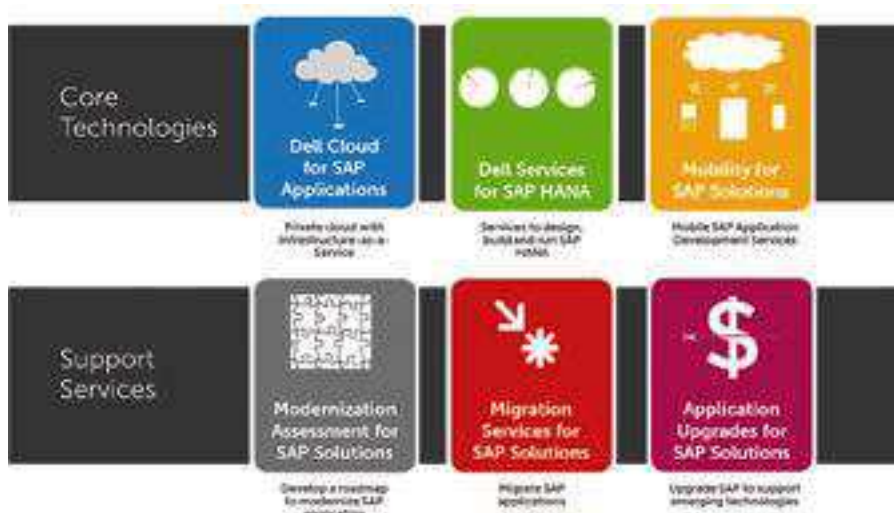 Core
Technologies
Dell Cloud
for SAP
Applications
Dell Services
for SAP HANA
Mobility for
SAP Solutions
Private cloud with
Infrastructure-as-a-
Service
Services to design,
build and run SAP
HANA
Mobile SAP Application
Development Services
Support
Services
Modernization
Assessment for
SAP Solutions
Migration
Services for
SAP Solutions
Application
Upgrades for
SAP Solutions
Develop a roadmap
to modernize SAP
Migrate SAP
applications
Upgrade SAP to support
emerging technologies